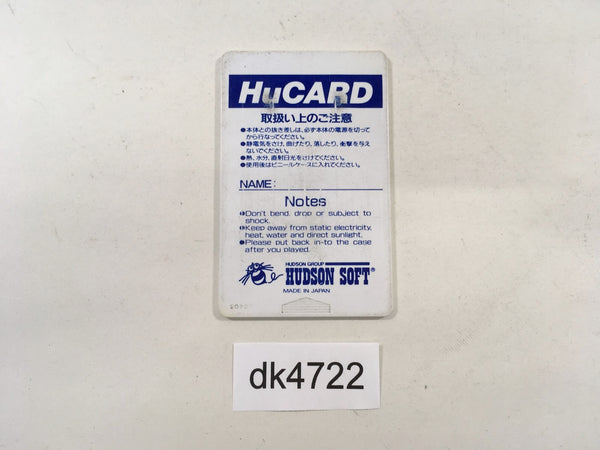 HuCARD
取扱い上のご注意
●本体との抜き差しは、必ず本体の電源を切って
から行なってください。
●静電気をさけ、曲げたり、落したり、衝撃を与え
ないでください。
●熱、水分、直射日光をさけてください。
●使用後はビニールケースに入れてください。
NAME:
Notes
●Don't bend, drop or subject to
shock.
●Keep away from static electricity,
heat, water and direct sunlight.
●Please put back in-to the case
after you played.
HUDSON GROUP
HUDSON SOFT®
MADE IN JAPAN
dk4722